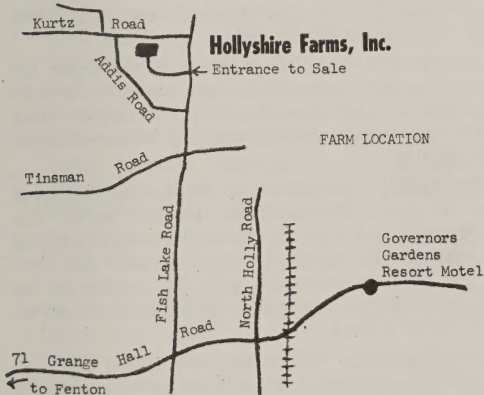 Kurtz Road
Hollyshire Farms, Inc.
Entrance to Sale
Addis Road
FARM LOCATION
Tinsman Road
Fish Lake Road
North Holly Road
Governors
Gardens
Resort Motel
71 Grange Hall Road
to Fenton